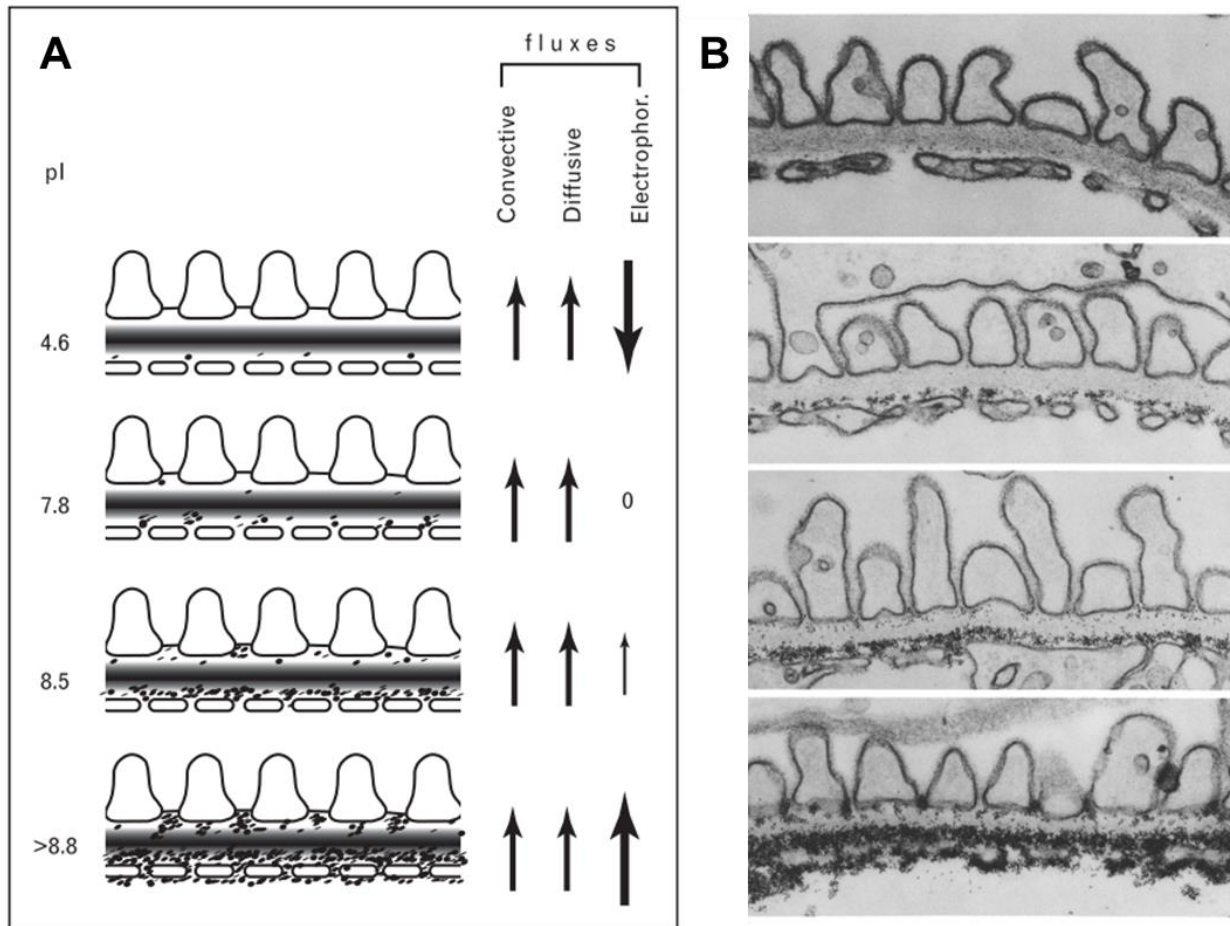 A
fluxes
B
pI
Convective
Diffusive
Electrophor.
4.6
7.8
0
8.5
>8.8